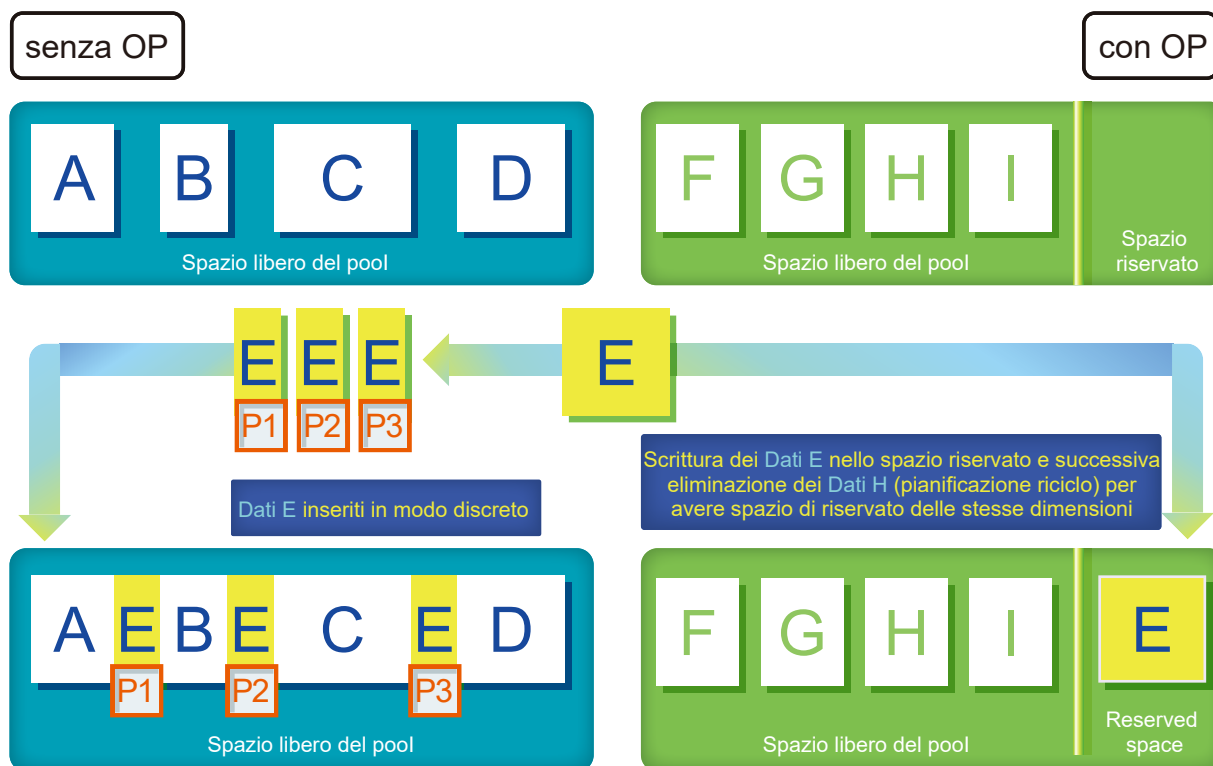 senza OP
con OP
A B C D
Spazio libero del pool
F G H I
Spazio libero del pool
Spazio
riservato
E E E
P1 P2 P3
E
Dati E inseriti in modo discreto
Scrittura dei Dati E nello spazio riservato e successiva
eliminazione dei Dati H (pianificazione riciclo) per
avere spazio di riservato delle stesse dimensioni
A E B E C E D
P1 P2 P3
Spazio libero del pool
F G H I
Spazio libero del pool
E
Reserved
space